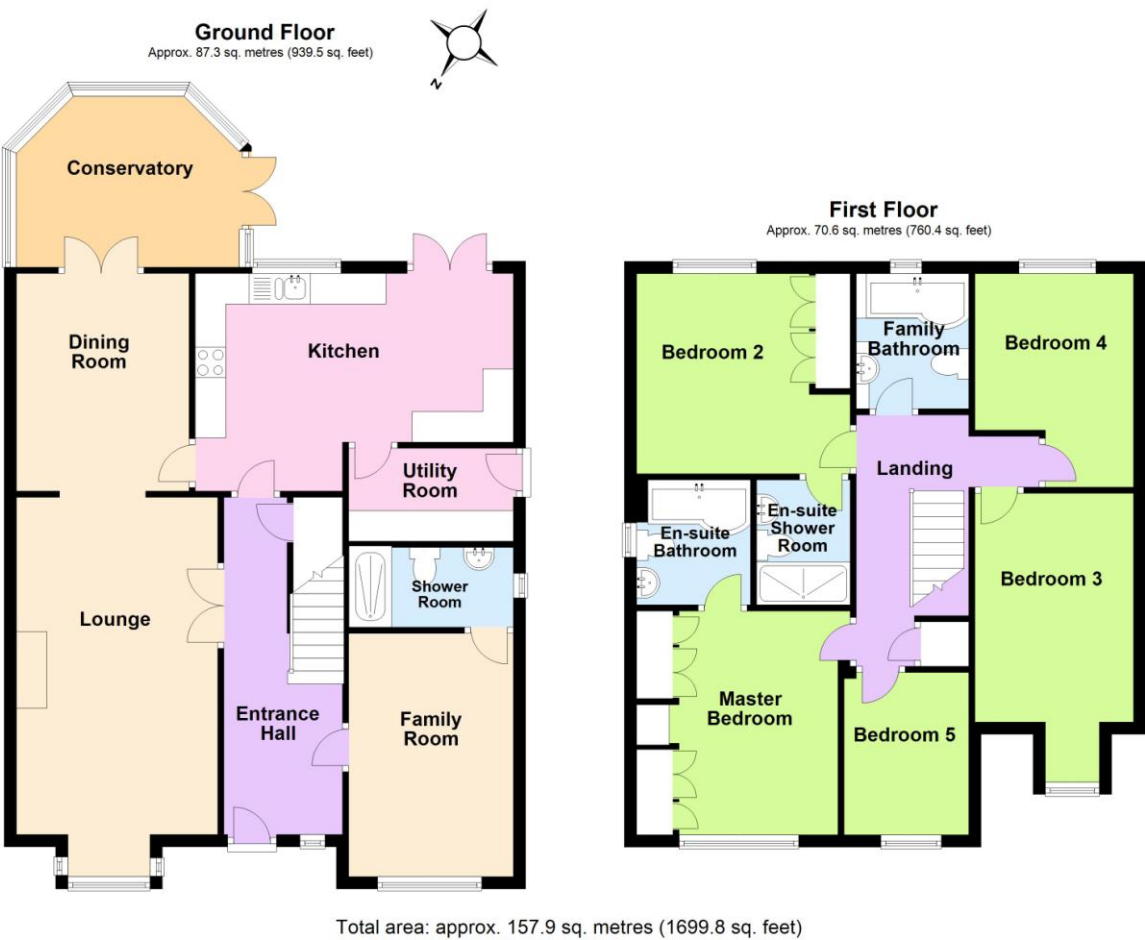 Ground Floor
Approx. 87.3 sq. metres (939.5 sq. feet)
N
Conservatory
Dining
Room
Kitchen
Utility
Room
Lounge
Shower
Room
Entrance
Hall
Family
Room
First Floor
Approx. 70.6 sq. metres (760.4 sq. feet)
Bedroom 2
Family
Bathroom
Bedroom 4
Landing
En-suite
Bathroom
En-suite
Shower
Room
Bedroom 3
Master
Bedroom
Bedroom 5
Total area: approx. 157.9 sq. metres (1699.8 sq. feet)